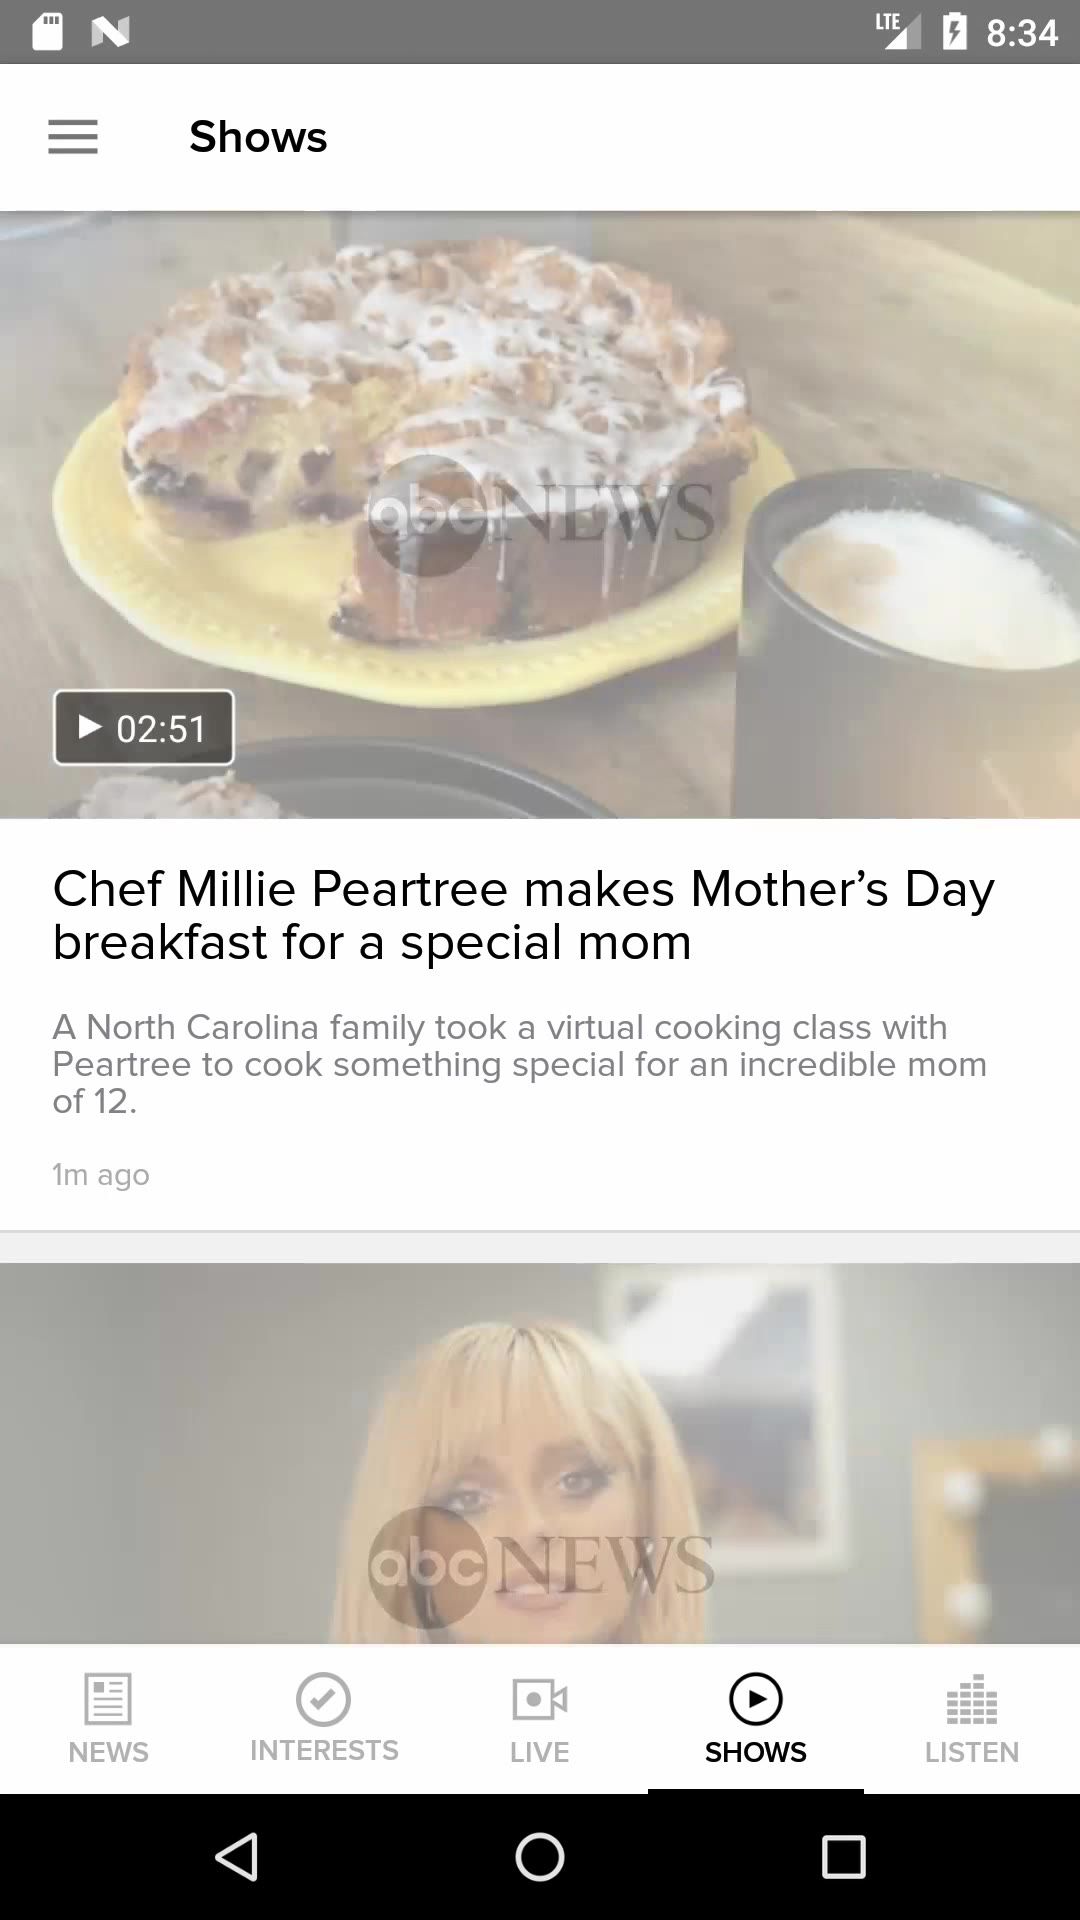 LTE
8:34
Shows
abc NEWS
02:51
Chef Millie Peartree makes Mother’s Day
breakfast for a special mom
A North Carolina family took a virtual cooking class with
Peartree to cook something special for an incredible mom
of 12.
1m ago
abc NEWS
NEWS
INTERESTS
LIVE
SHOWS
LISTEN